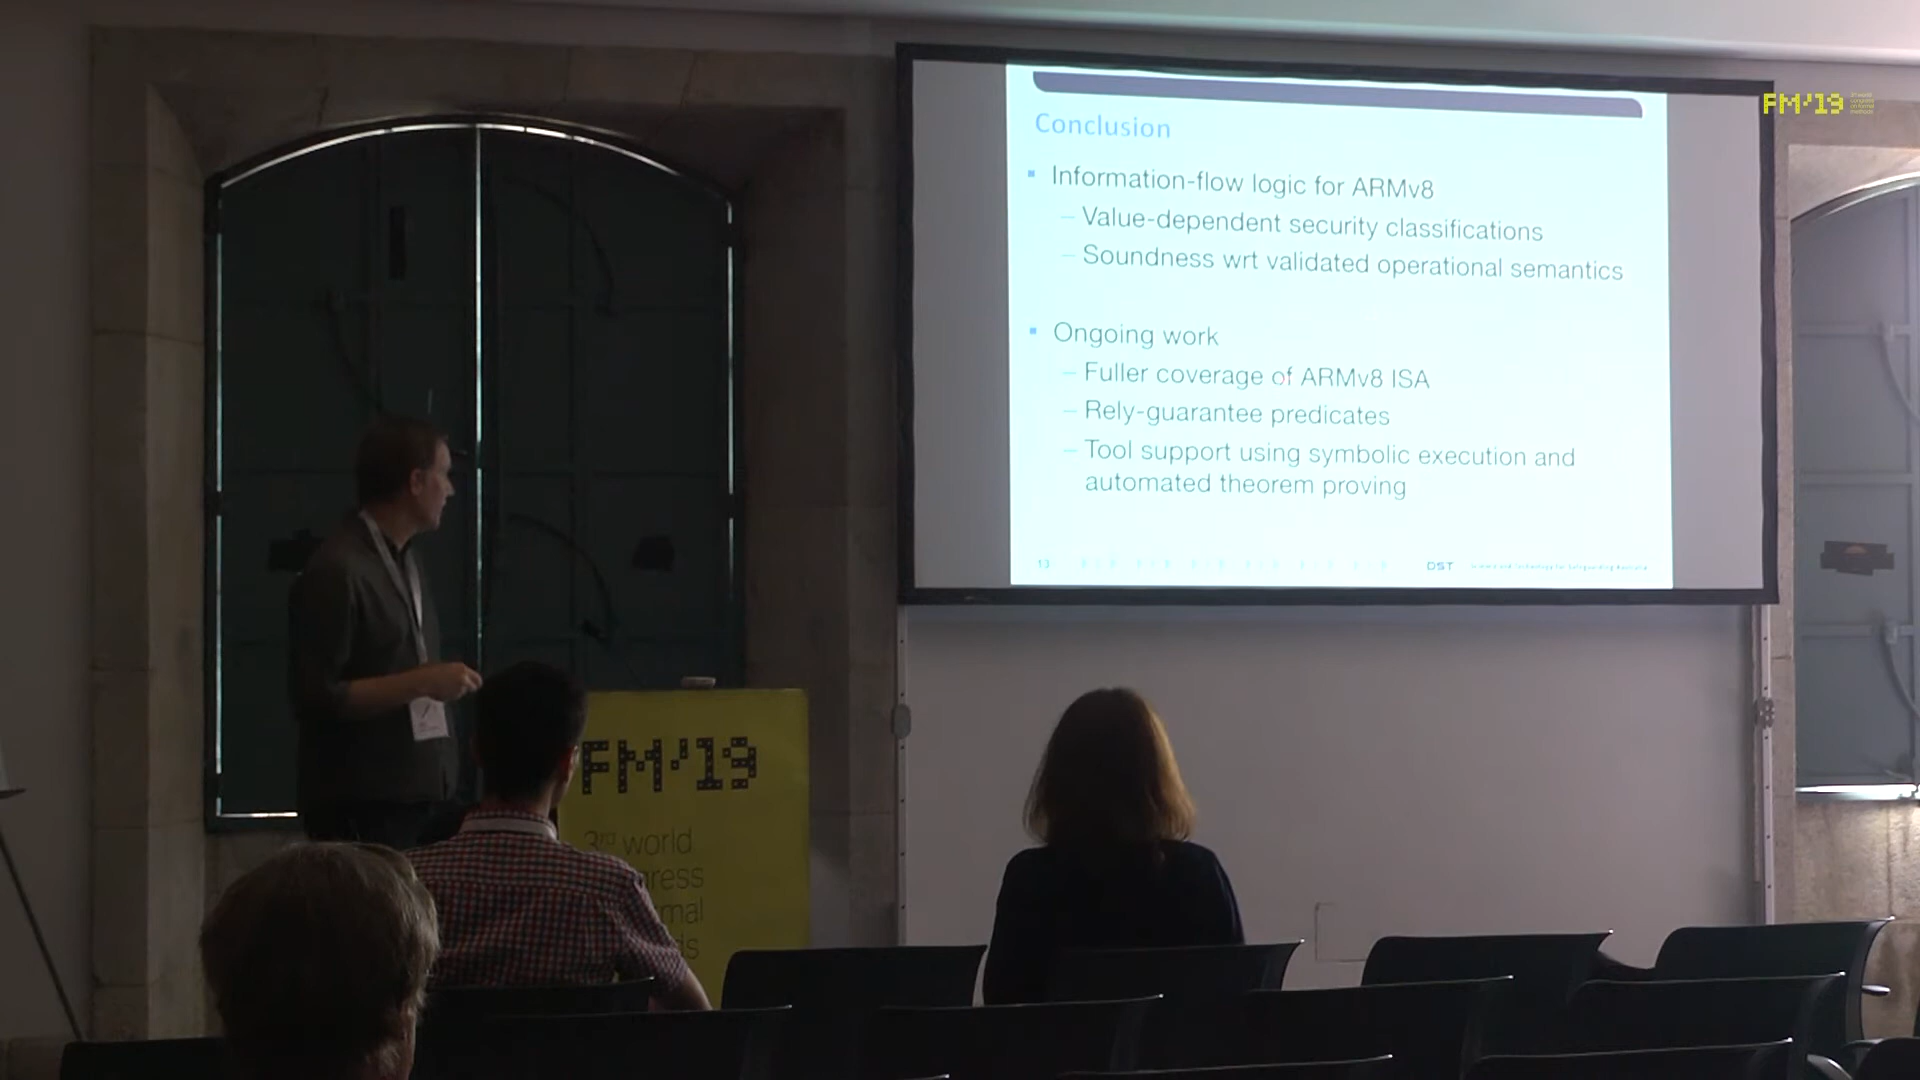 Conclusion
Information-flow logic for ARMv8
– Value-dependent security classifications
– Soundness wrt validated operational semantics
Ongoing work
– Fuller coverage of ARMv8 ISA
– Rely-guarantee predicates
– Tool support using symbolic execution and
automated theorem proving
13
DST
FM'19
FM'19
3rd world